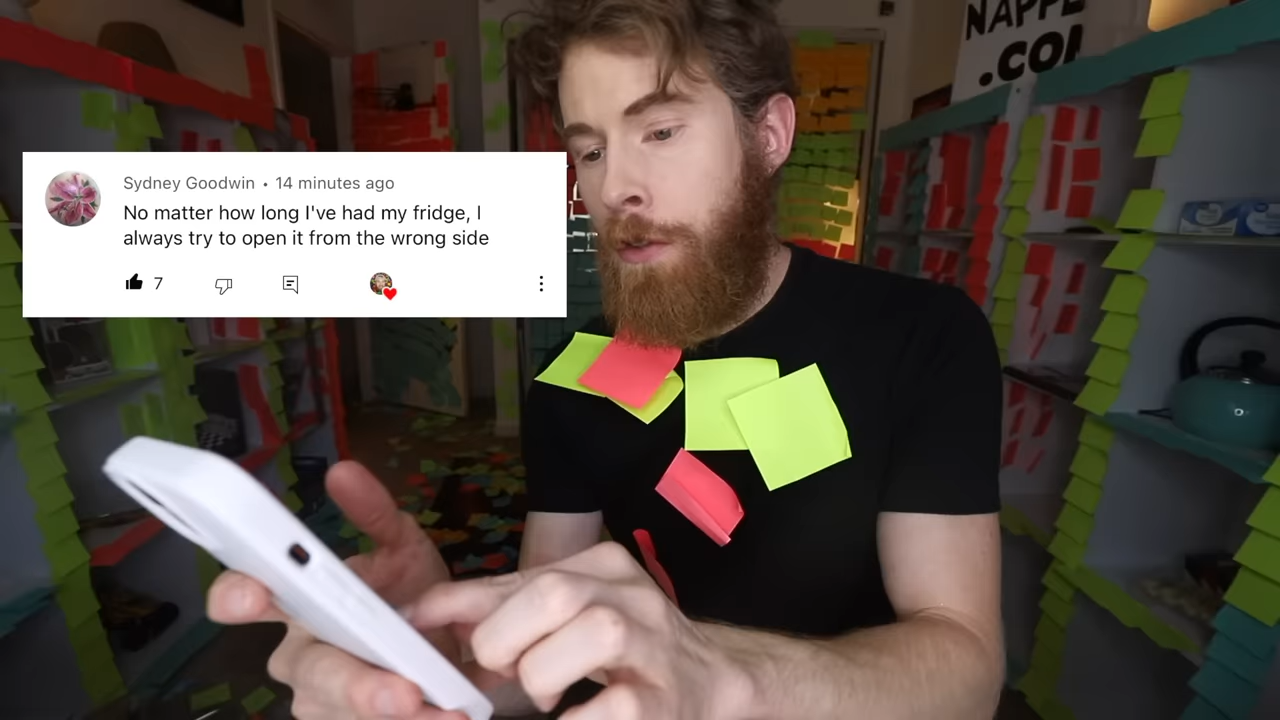 NAPPE
.COM
Sydney Goodwin • 14 minutes ago
No matter how long I've had my fridge, I
always try to open it from the wrong side
7